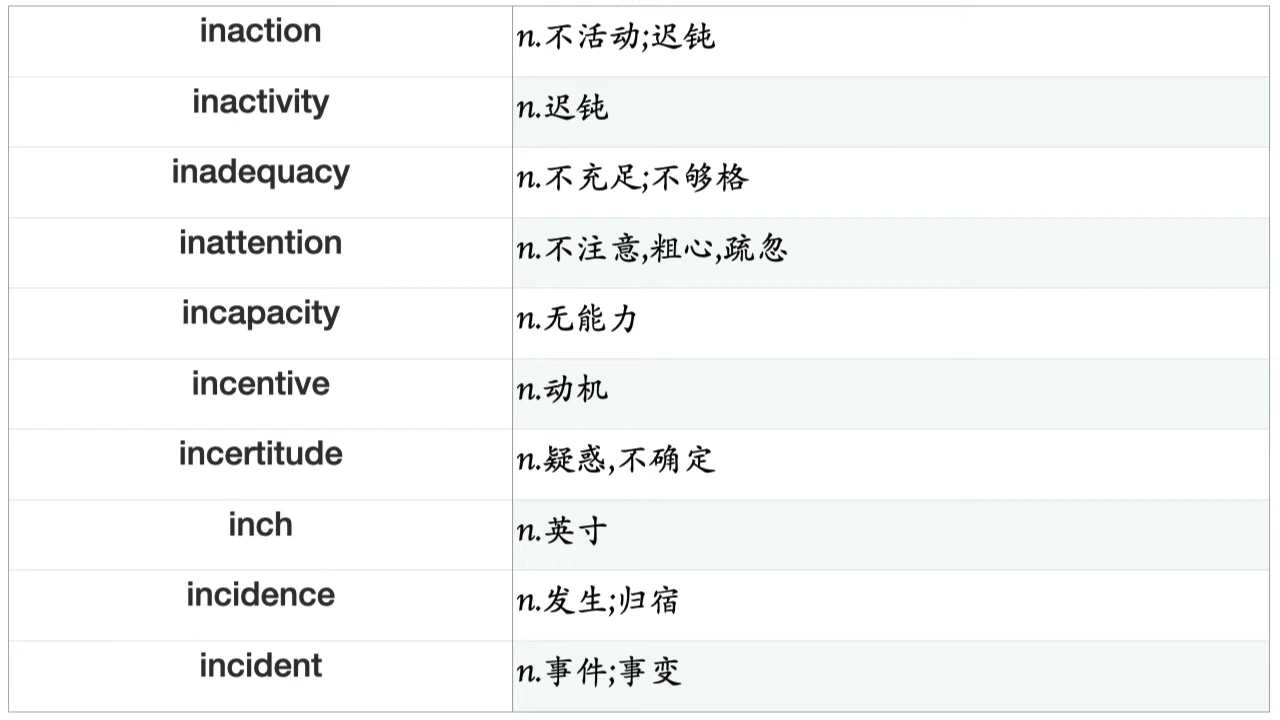 inaction n.不活动;迟钝
inactivity n.迟钝
inadequacy n.不充足;不够格
inattention n.不注意,粗心,疏忽
incapacity n.无能力
incentive n.动机
incertitude n.疑惑,不确定
inch n.英寸
incidence n.发生;归宿
incident n.事件;事变